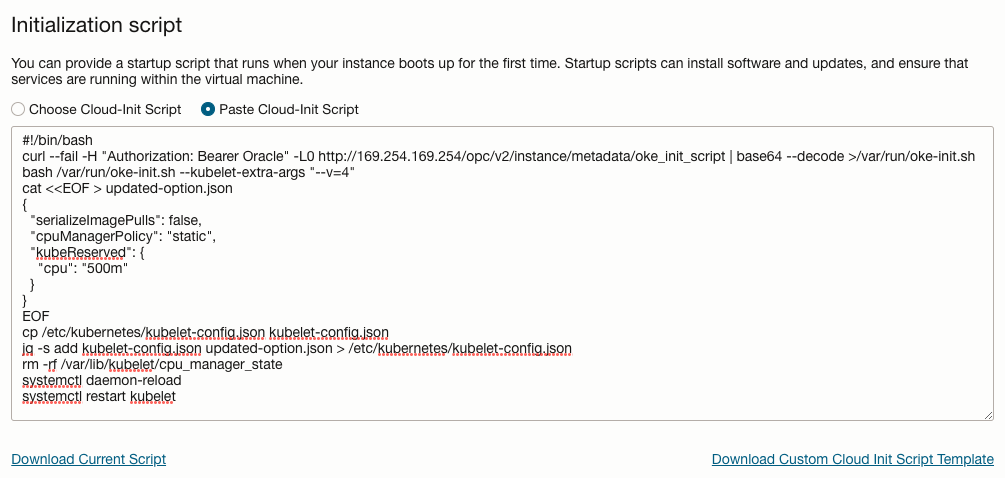 Initialization script
You can provide a startup script that runs when your instance boots up for the first time. Startup scripts can install software and updates, and ensure that
services are running within the virtual machine.
Choose Cloud-Init Script Paste Cloud-Init Script
#!/bin/bash
curl --fail -H "Authorization: Bearer Oracle" -L0 http://169.254.169.254/opc/v2/instance/metadata/oke_init_script | base64 --decode >/var/run/oke-init.sh
bash /var/run/oke-init.sh --kubelet-extra-args "--v=4"
cat <<EOF > updated-option.json
{
"serializeImagePulls": false,
"cpuManagerPolicy": "static",
"kubeReserved": {
"cpu": "500m"
}
}
EOF
cp /etc/kubernetes/kubelet-config.json kubelet-config.json
jq -s add kubelet-config.json updated-option.json > /etc/kubernetes/kubelet-config.json
rm -rf /var/lib/kubelet/cpu_manager_state
systemctl daemon-reload
systemctl restart kubelet
Download Current Script Download Custom Cloud Init Script Template